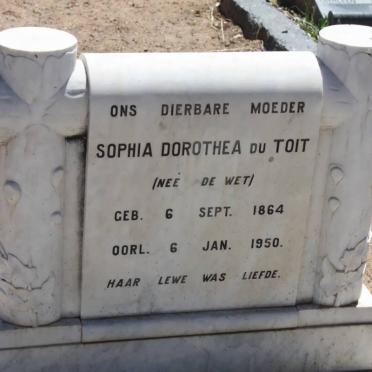 ONS DIERBARE MOEDER
SOPHIA DOROTHEA DU TOIT
(NEÉ DE WET)
GEB. 6 SEPT. 1864
OORL. 6 JAN. 1950.
HAAR LEWE WAS LIEFDE.